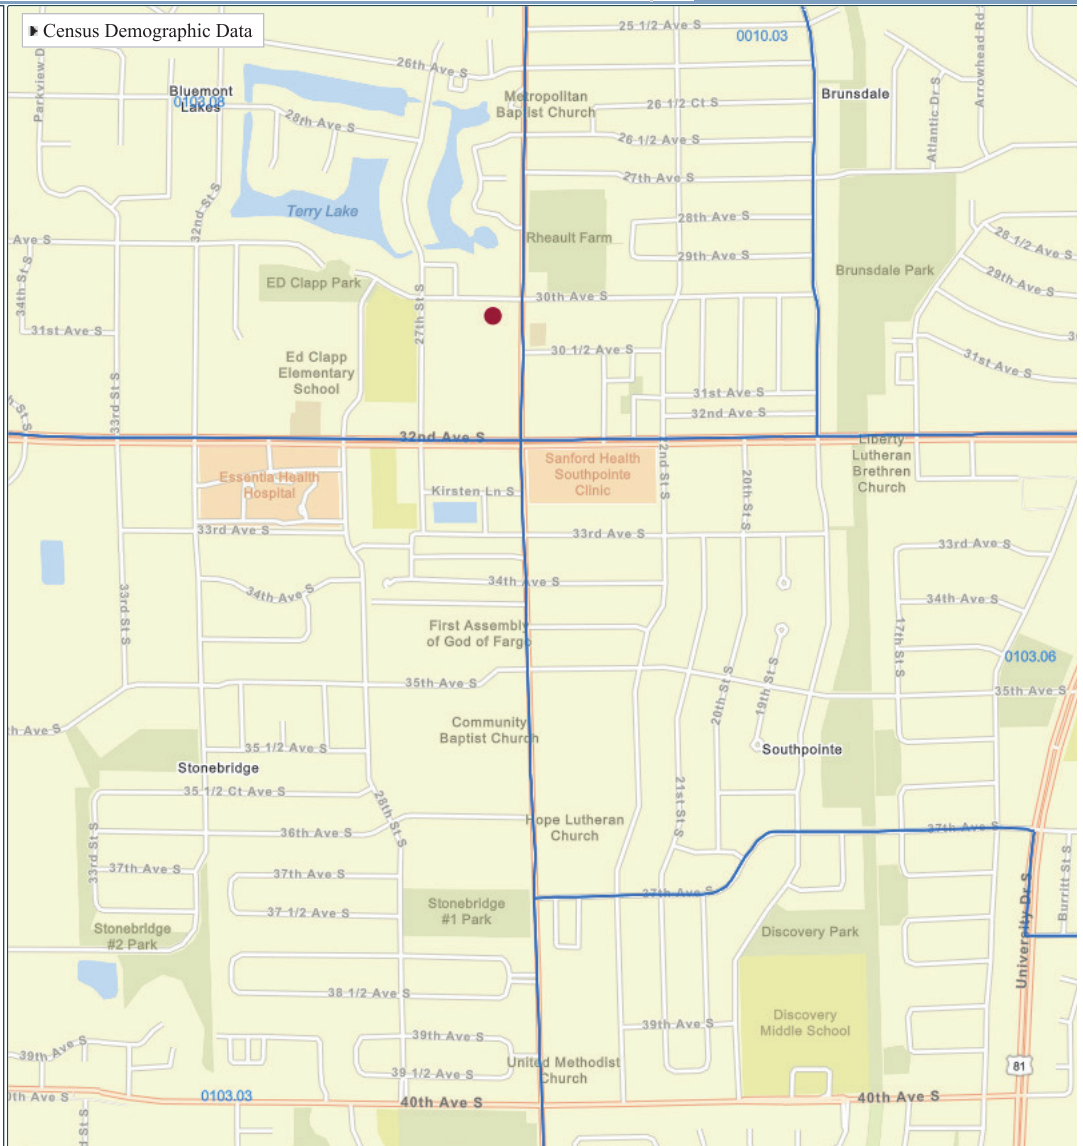 Census Demographic Data
25 1/2 Ave S
0010.03
Parkview D
26th Ave S
Arrowhead Rd
Bluemont
Lakes
0103.08
Metropolitan
Baptist Church
26 1/2 Ct S
Brunsdale
Atlantic Dr S
28th Ave S
26 1/2 Ave S
27th Ave S
32nd St S
Terry Lake
28th Ave S
Ave S
Rheault Farm
28 1/2 Ave S
29th Ave S
34th St S
ED Clapp Park
Brunsdale Park
29th Ave S
27th St S
30th Ave S
31st Ave S
30 1/2 Ave S
31st Ave S
Ed Clapp
Elementary
School
33rd St S
31st Ave S
32nd Ave S
h St S
32nd Ave S
22nd St S
Liberty
Lutheran
Brethren
Church
Essentia Health
Hospital
Sanford Health
Southpointe
Clinic
20th St S
Kirsten Ln S
33rd Ave S
33rd Ave S
33rd Ave S
33rd St S
34th Ave S
34th Ave S
34th Ave S
First Assembly
of God of Fargo
17th St S
0103.06
35th Ave S
20th St S
19th St S
35th Ave S
h Ave S
Community
Baptist Church
35 1/2 Ave S
Southpointe
Stonebridge
35 1/2 Ct Ave S
28th St S
21st St S
33rd St S
36th Ave S
Hope Lutheran
Church
37th Ave S
37th Ave S
37th Ave S
37th Ave S
Burritt St S
37 1/2 Ave S
Stonebridge
#1 Park
Stonebridge
#2 Park
Discovery Park
University Dr S
38 1/2 Ave S
39th Ave S
39th Ave S
39th Ave S
Discovery
Middle School
39 1/2 Ave S
United Methodist
Church
81
0103.03
0th Ave S
40th Ave S
40th Ave S
d St S